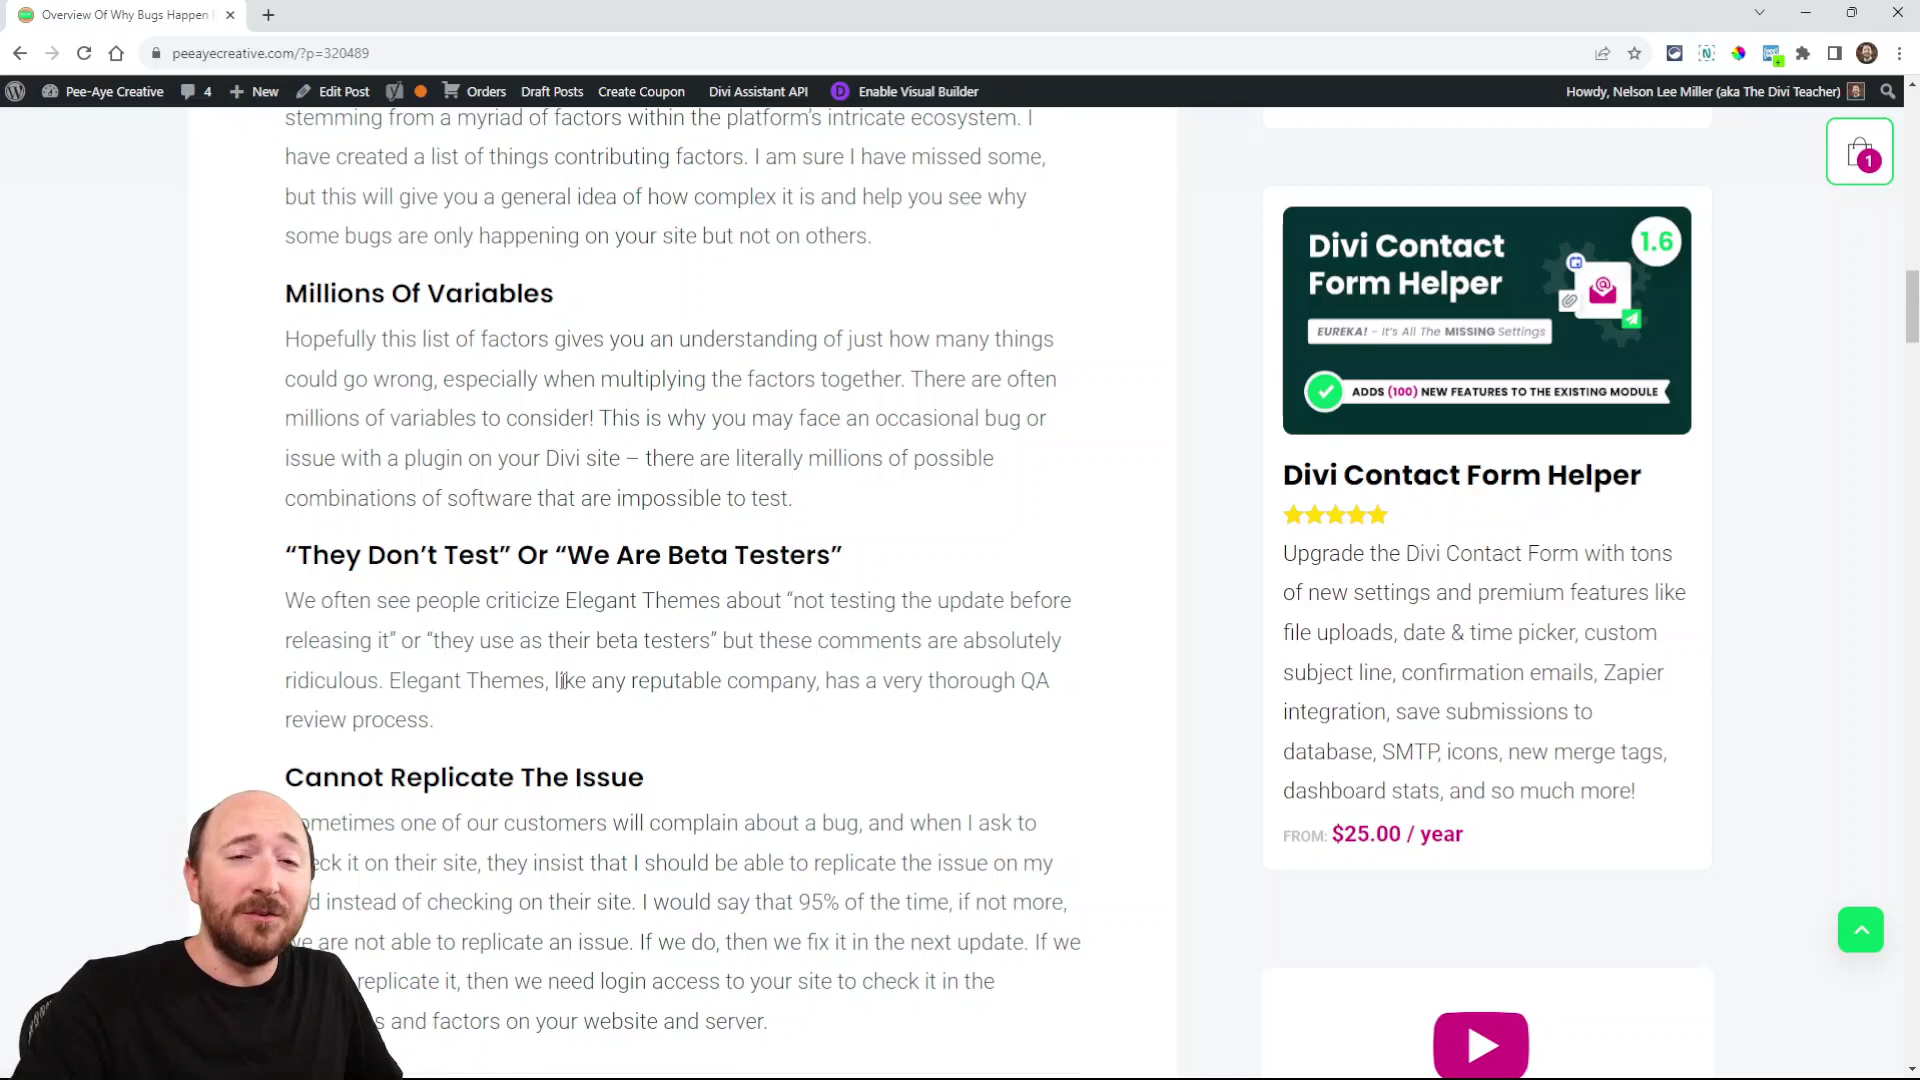 Overview Of Why Bugs Happen
peeayecreative.com/?p=320489
Pee-Aye Creative
4
New
Edit Post
Orders
Draft Posts
Create Coupon
Divi Assistant API
D
Enable Visual Builder
Howdy, Nelson Lee Miller (aka The Divi Teacher)
stemming from a myriad of factors within the platform's intricate ecosystem. I
have created a list of things contributing factors. I am sure I have missed some,
but this will give you a general idea of how complex it is and help you see why
some bugs are only happening on your site but not on others.
Millions Of Variables
Hopefully this list of factors gives you an understanding of just how many things
could go wrong, especially when multiplying the factors together. There are often
millions of variables to consider! This is why you may face an occasional bug or
issue with a plugin on your Divi site – there are literally millions of possible
combinations of software that are impossible to test.
“They Don’t Test” Or “We Are Beta Testers”
We often see people criticize Elegant Themes about “not testing the update before
releasing it” or “they use as their beta testers” but these comments are absolutely
ridiculous. Elegant Themes, like any reputable company, has a very thorough QA
review process.
Cannot Replicate The Issue
ometimes one of our customers will complain about a bug, and when I ask to
eck it on their site, they insist that I should be able to replicate the issue on my
d instead of checking on their site. I would say that 95% of the time, if not more,
we are not able to replicate an issue. If we do, then we fix it in the next update. If we
replicate it, then we need login access to your site to check it in the
s and factors on your website and server.
1
Divi Contact
Form Helper
1.6
EUREKA! - It's All The MISSING Settings
ADDS (100) NEW FEATURES TO THE EXISTING MODULE
Divi Contact Form Helper
Upgrade the Divi Contact Form with tons
of new settings and premium features like
file uploads, date & time picker, custom
subject line, confirmation emails, Zapier
integration, save submissions to
database, SMTP, icons, new merge tags,
dashboard stats, and so much more!
FROM: $25.00 / year